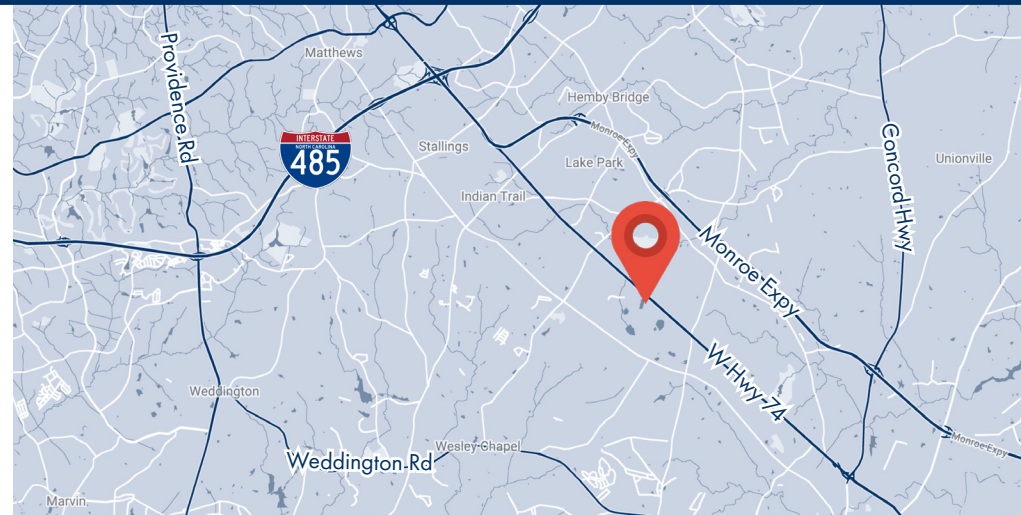 Providence Rd
Matthews
INTERSTATE
NORTH CAROLINA
485
Stallings
Hemby Bridge
Monroe Expy
Lake Park
Indian Trail
Concord Hwy
Unionville
Monroe Expy
W Hwy 74
Weddington
Weddington Rd
Wesley Chapel
Monroe Expy
Marvin